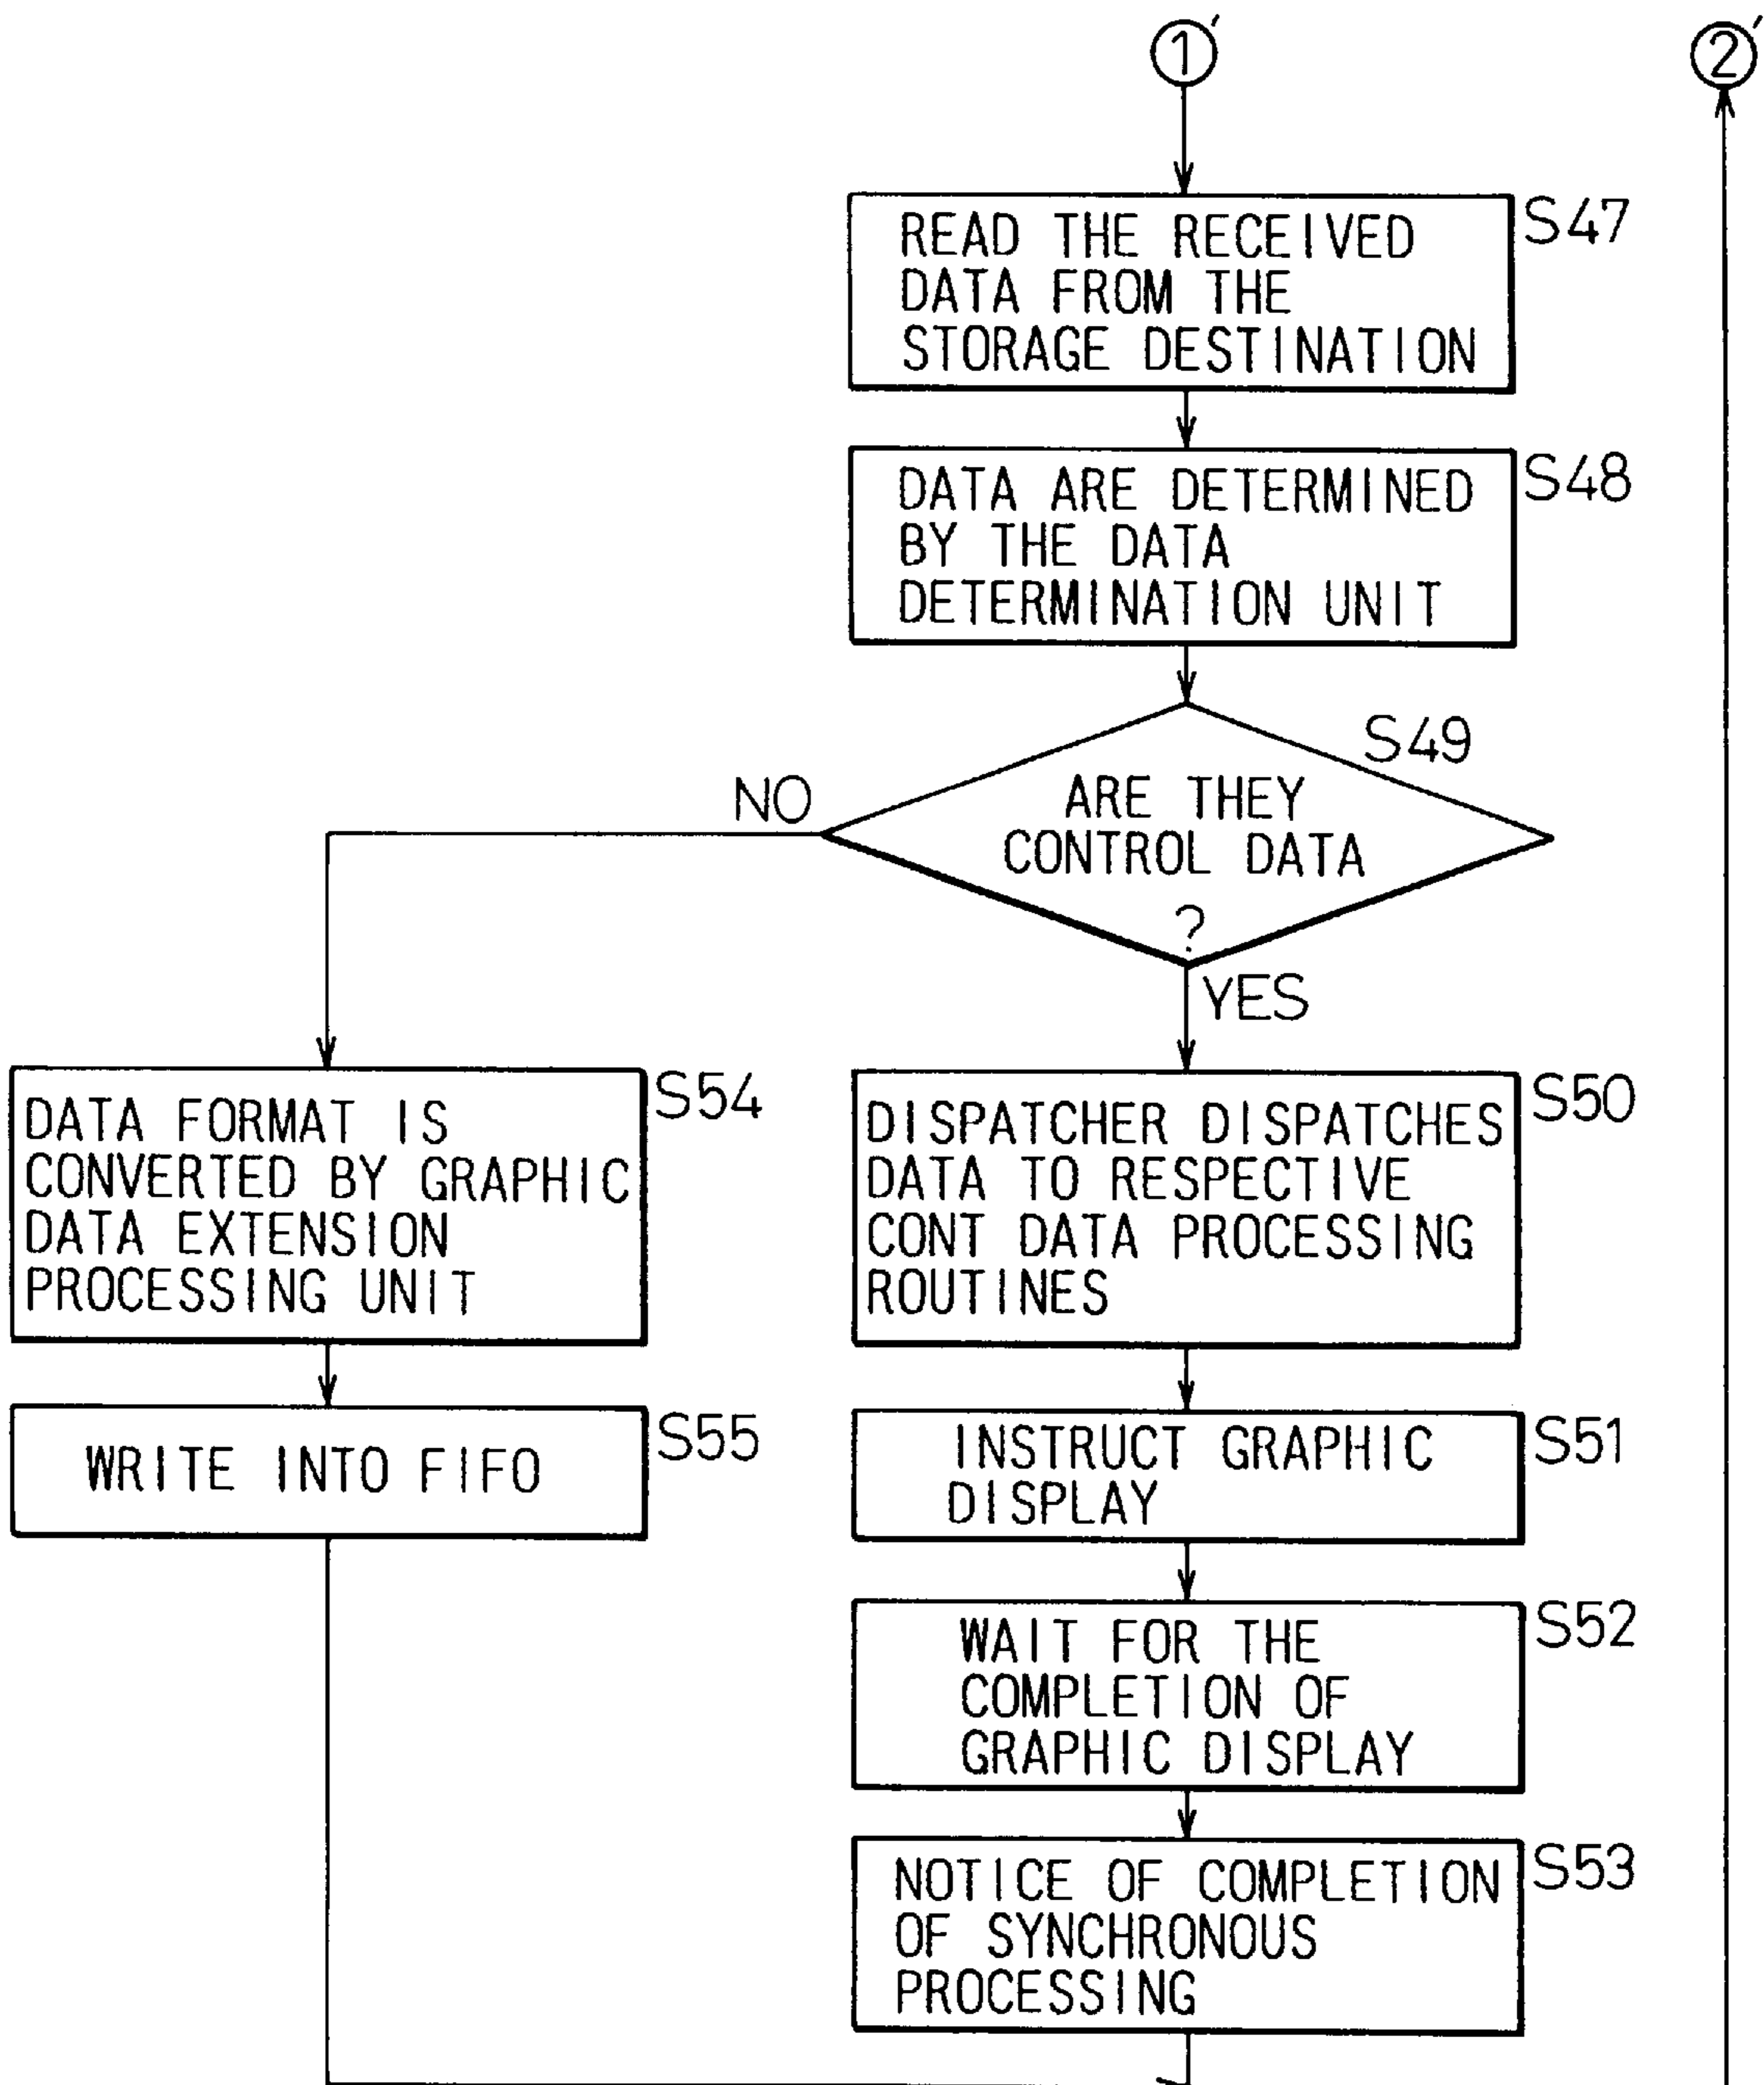 1'
2'
S47
READ THE RECEIVED
DATA FROM THE
STORAGE DESTINATION
S48
DATA ARE DETERMINED
BY THE DATA
DETERMINATION UNIT
S49
NO
ARE THEY
CONTROL DATA
?
YES
S54
DATA FORMAT IS
CONVERTED BY GRAPHIC
DATA EXTENSION
PROCESSING UNIT
S50
DISPATCHER DISPATCHES
DATA TO RESPECTIVE
CONT DATA PROCESSING
ROUTINES
S55
WRITE INTO FIFO
S51
INSTRUCT GRAPHIC
DISPLAY
S52
WAIT FOR THE
COMPLETION OF
GRAPHIC DISPLAY
S53
NOTICE OF COMPLETION
OF SYNCHRONOUS
PROCESSING